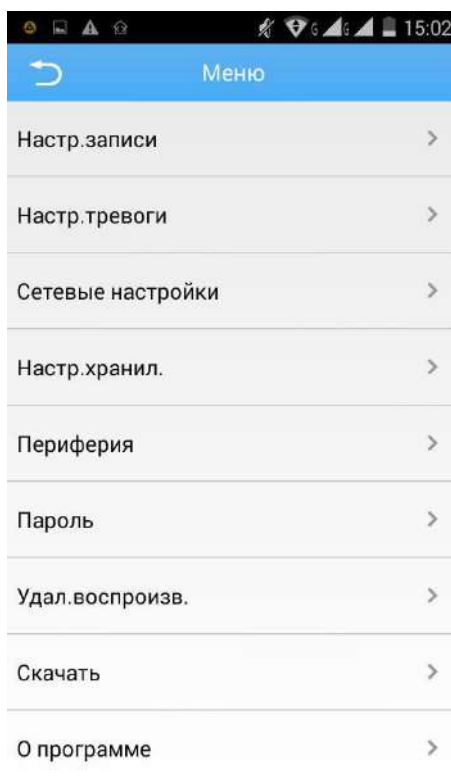 G G 15:02
Меню
Настр.записи
Настр.тревоги
Сетевые настройки
Настр.хранил.
Периферия
Пароль
Удал.воспроизв.
Скачать
О программе